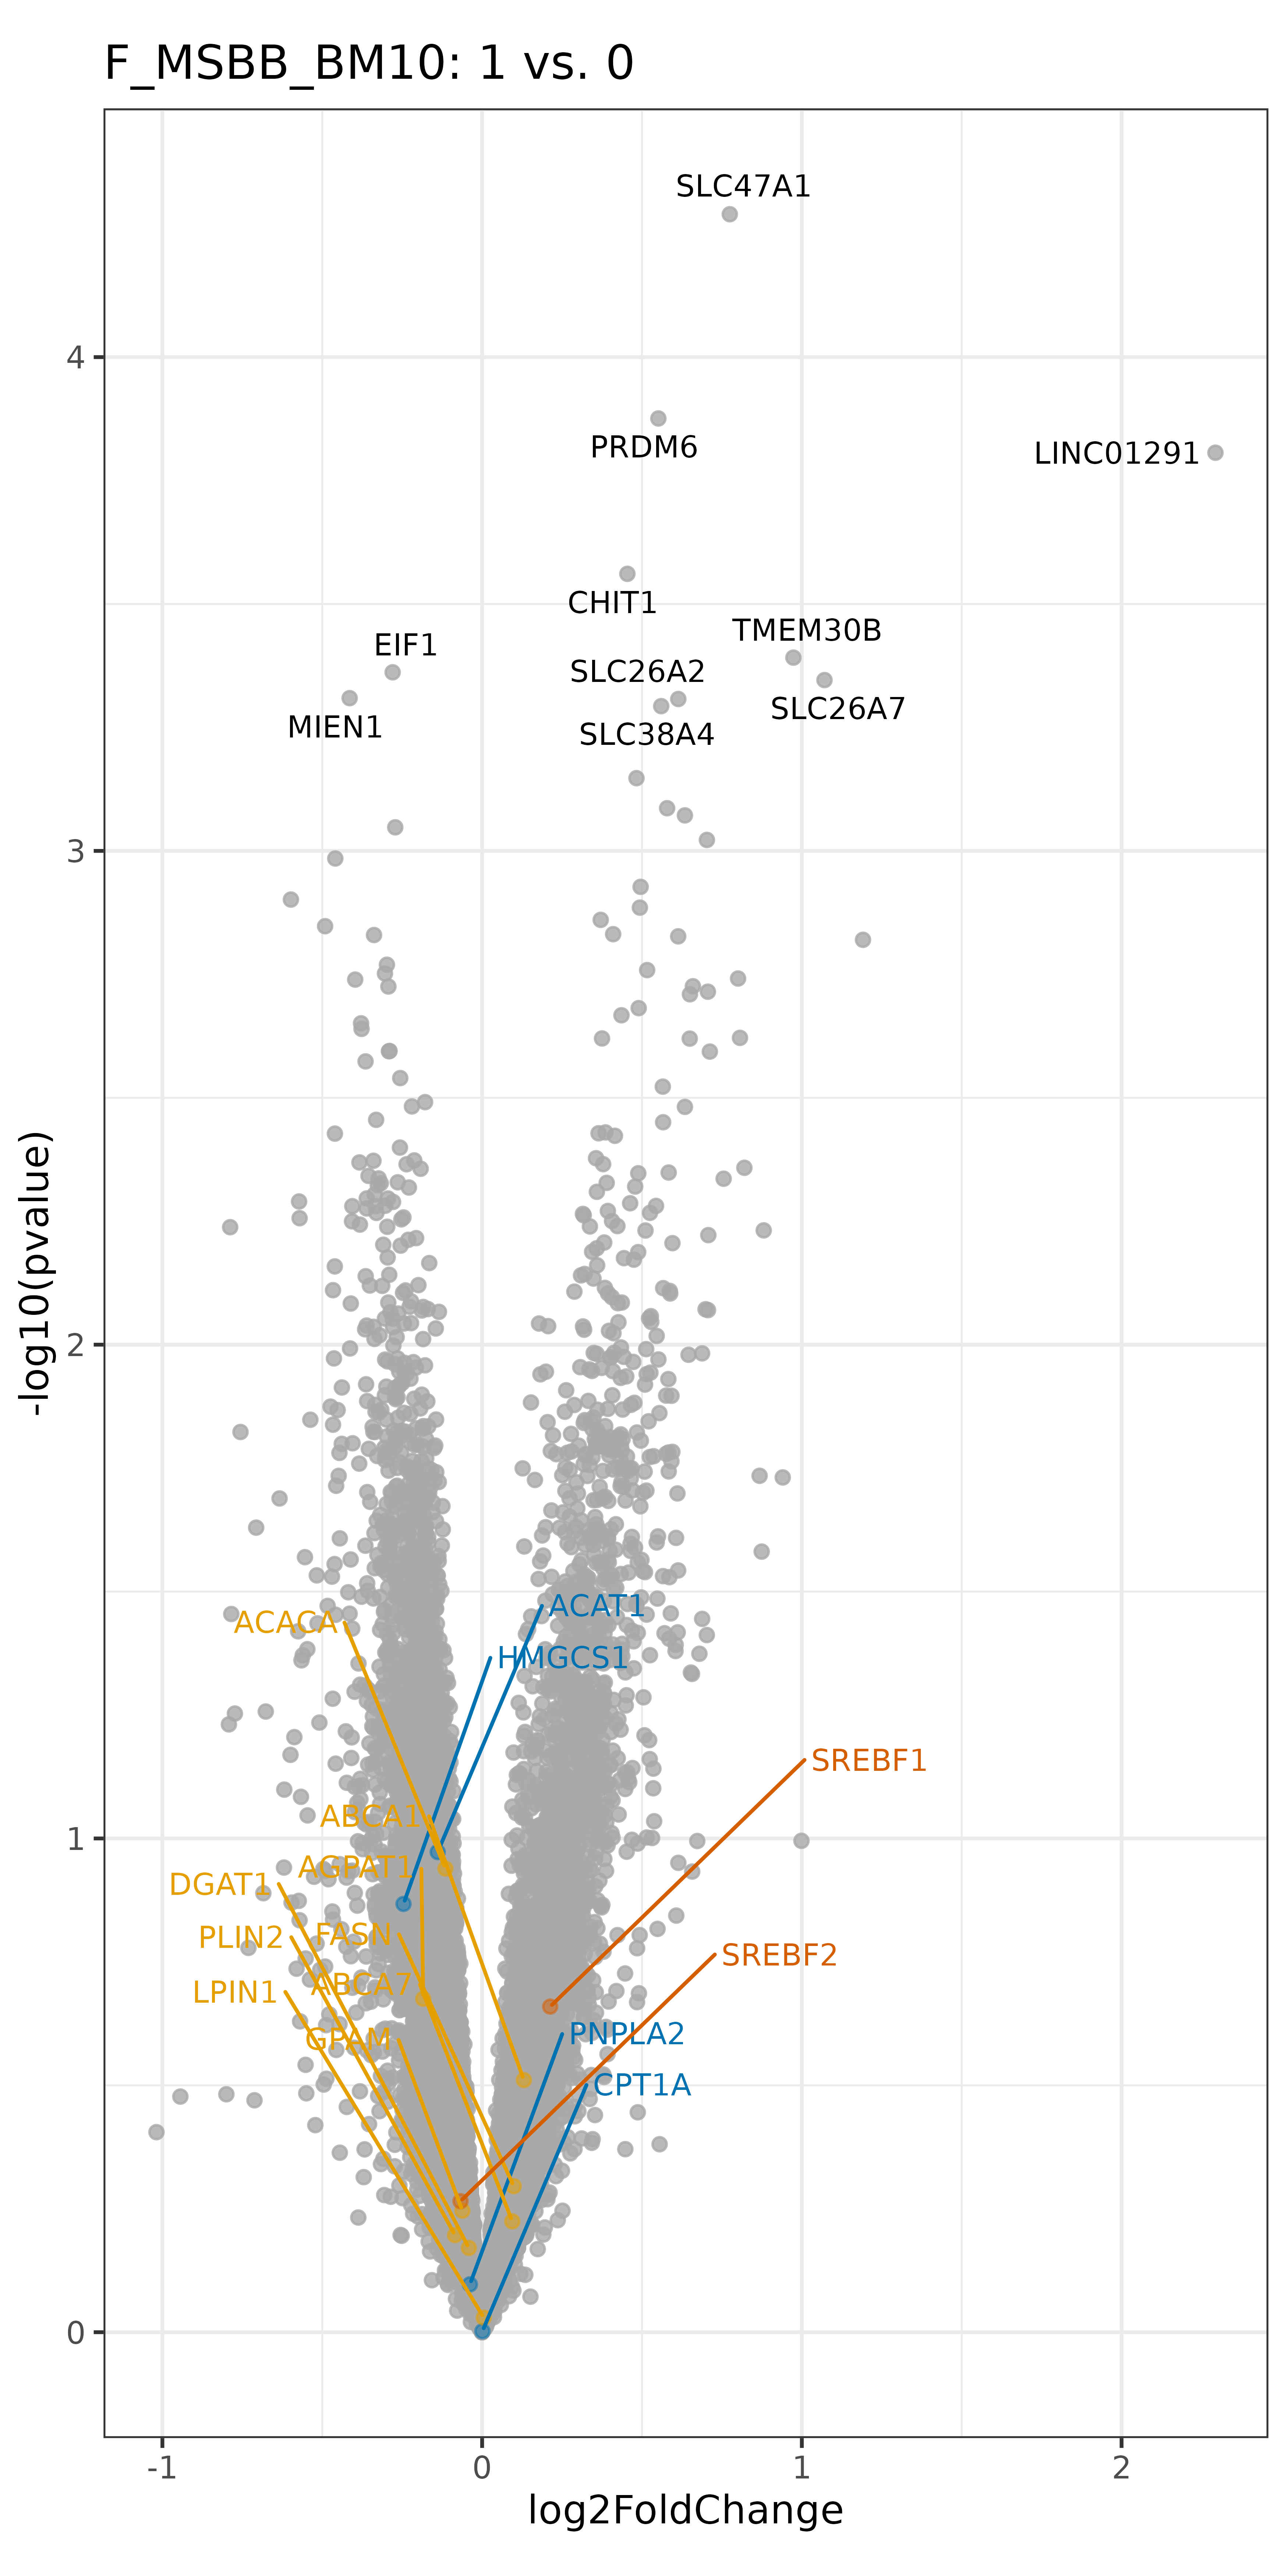 F_MSBB_BM10: 1 vs. 0
SLC47A1
4
PRDM6
LINC01291
CHIT1
TMEM30B
EIF1
SLC26A2
SLC26A7
MIEN1
SLC38A4
3
-log10(pvalue)
2
ACAT1
ACACA
HMGCS1
SREBF1
ABCA1
1
AGPAT1
DGAT1
FASN
PLIN2
SREBF2
ABCA7
LPIN1
PNPLA2
GPAM
CPT1A
0
-1
0
1
2
log2FoldChange